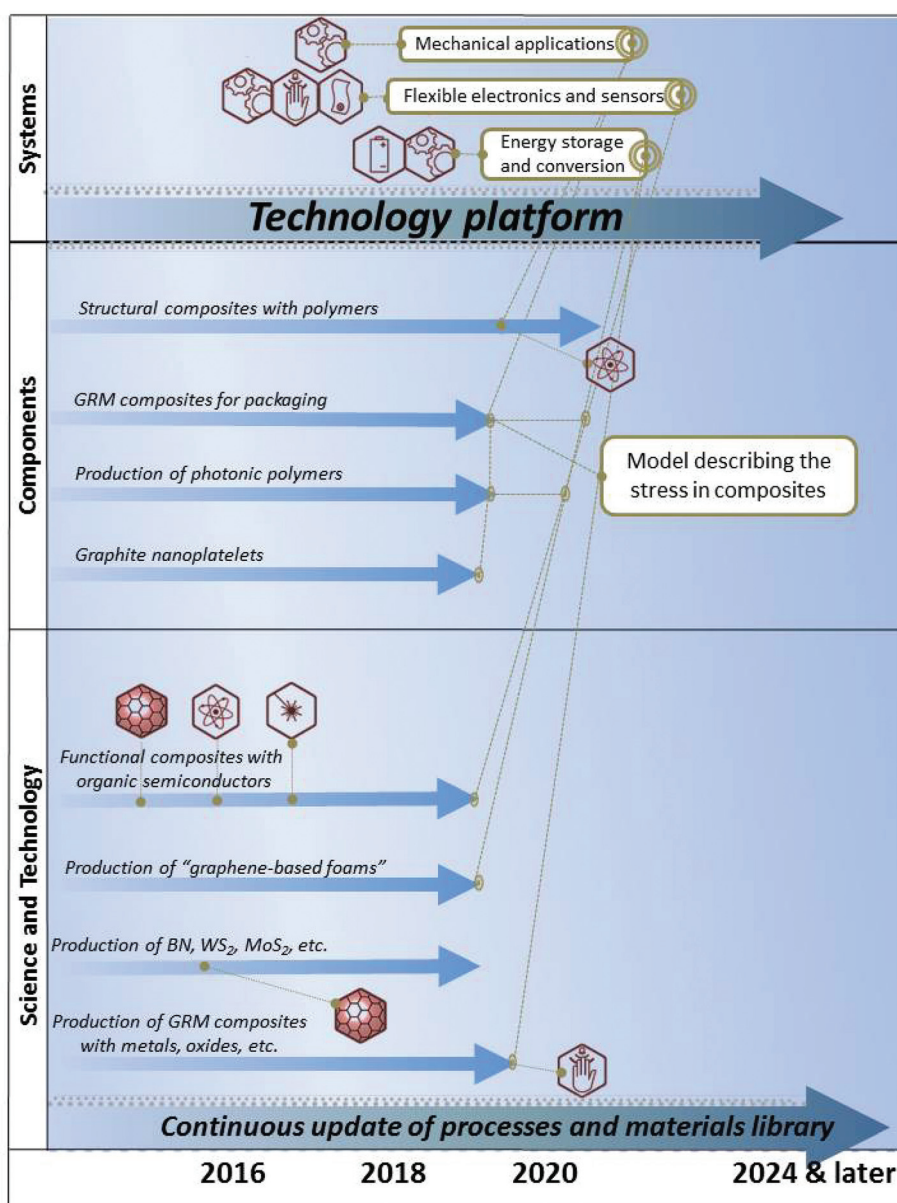 Systems
Mechanical applications
Flexible electronics and sensors
Energy storage
and conversion
Technology platform
Components
Structural composites with polymers
GRM composites for packaging
Model describing the
stress in composites
Production of photonic polymers
Graphite nanoplatelets
Science and Technology
Functional composites with
organic semiconductors
Production of “graphene-based foams”
Production of BN, WS₂, MoS₂, etc.
Production of GRM composites
with metals, oxides, etc.
Continuous update of processes and materials library
2016 2018 2020 2024 & later